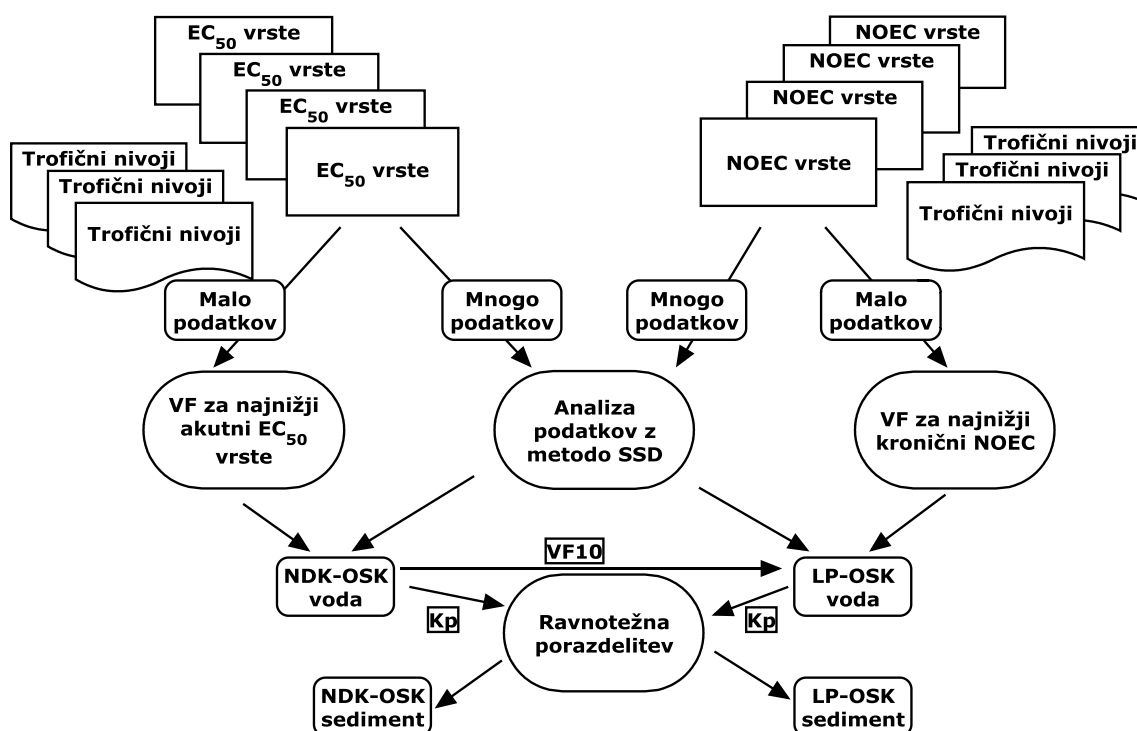 EC50 vrste
EC50 vrste
EC50 vrste
EC50 vrste
Trofični nivoji
Trofični nivoji
Trofični nivoji
NOEC vrste
NOEC vrste
NOEC vrste
NOEC vrste
Trofični nivoji
Trofični nivoji
Trofični nivoji
Malo
podatkov
Mnogo
podatkov
Mnogo
podatkov
Malo
podatkov
VF za najnižji
akutni EC50
vrste
Analiza
podatkov z
metodo SSD
VF za najnižji
kronični NOEC
VF10
NDK-OSK
voda
LP-OSK
voda
Kp
Ravnotežna
porazdelitev
Kp
NDK-OSK
sediment
LP-OSK
sediment